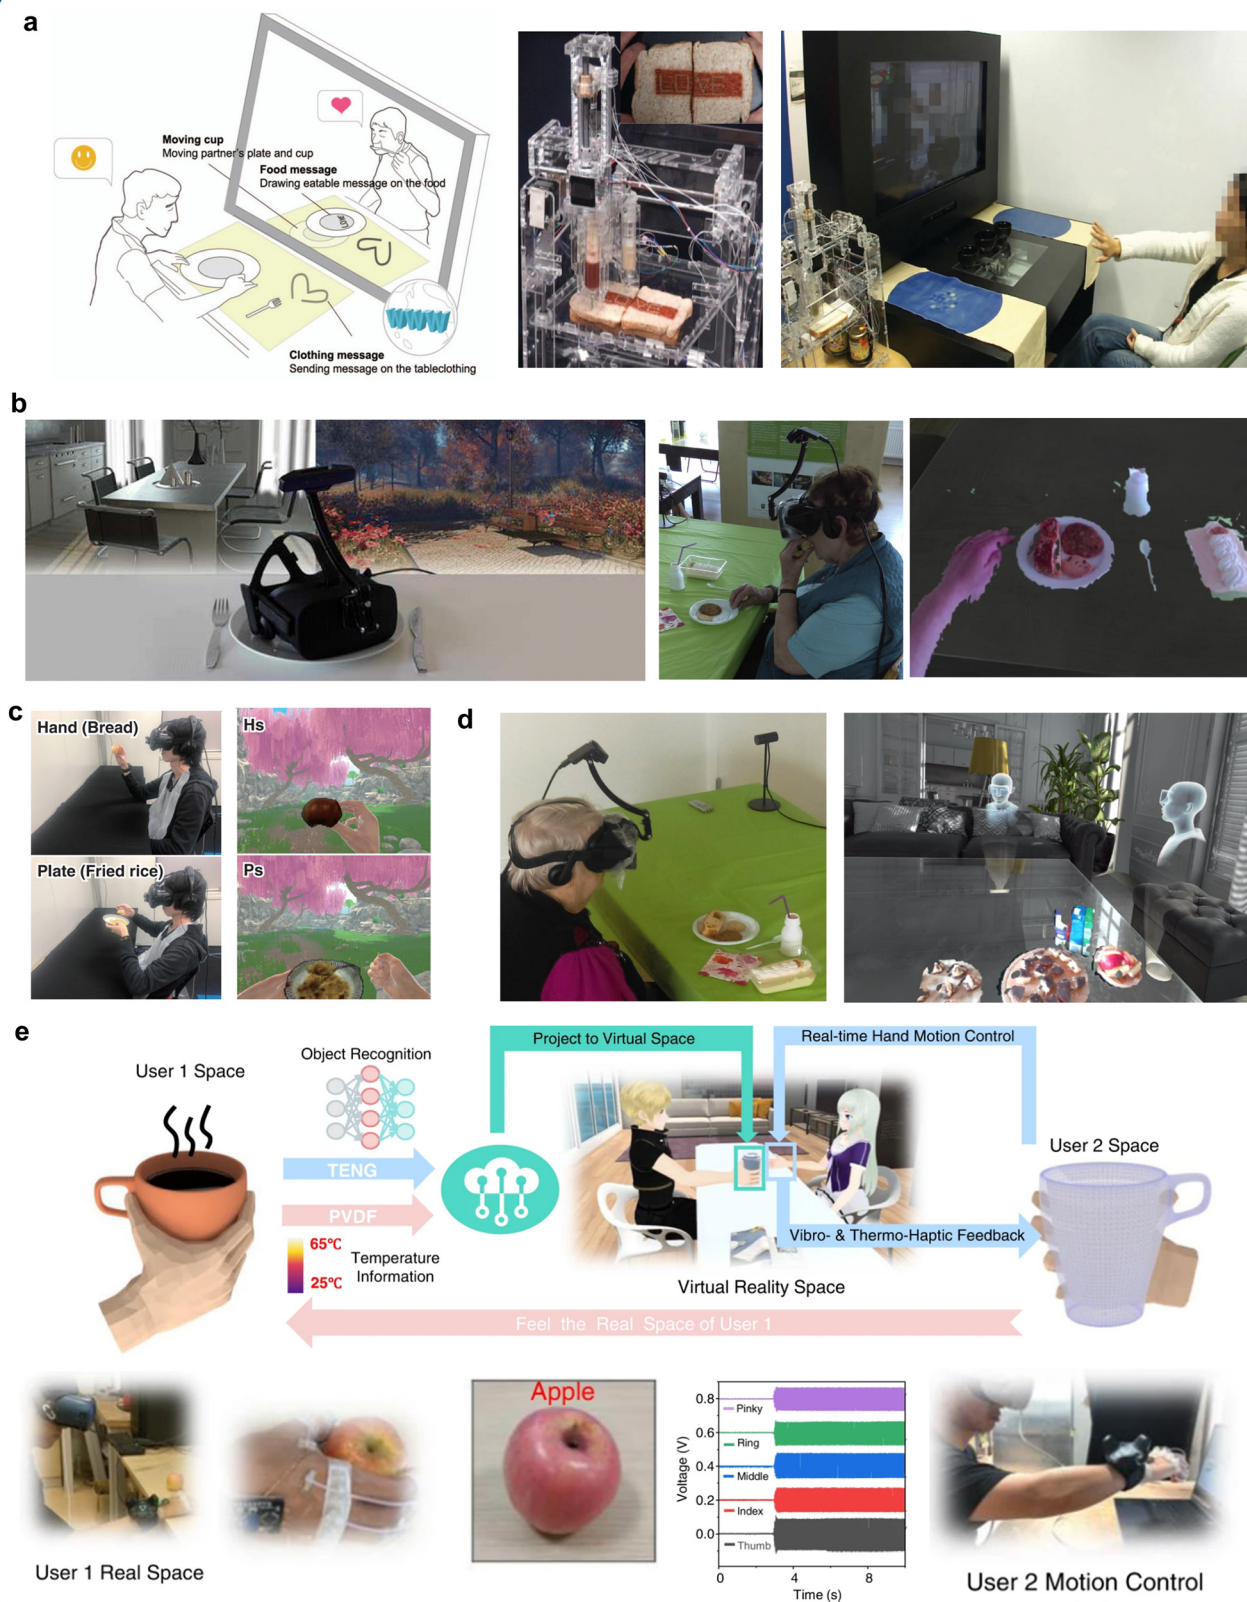 a
Moving cup
Moving partner's plate and cup
Food message
Drawing eatable message on the food
LOVE
Clothing message
Sending message on the tableclothing
LOVE
b
c
Hand (Bread)
Hs
Plate (Fried rice)
Ps
d
e
User 1 Space
Object Recognition
TENG
PVDF
65°C
25°C
Temperature
Information
Project to Virtual Space
Real-time Hand Motion Control
User 2 Space
Vibro- & Thermo-Haptic Feedback
Virtual Reality Space
Feel the Real Space of User 1
User 1 Real Space
Apple
Voltage (V)
0.8
0.6
0.4
0.2
0.0
Pinky
Ring
Middle
Index
Thumb
0
4
8
Time (s)
User 2 Motion Control